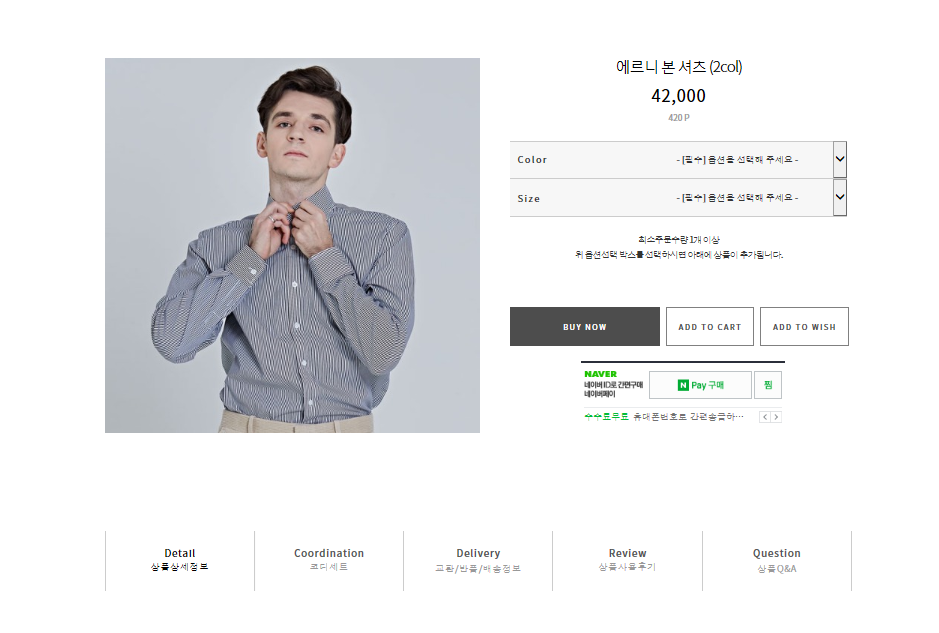 에르니 본 셔츠 (2col)
42,000
420 P
Color
- [필수] 옵션을 선택해 주세요 -
Size
- [필수] 옵션을 선택해 주세요 -
최소주문수량 1개 이상
위 옵션선택 박스를 선택하시면 아래에 상품이 추가됩니다.
BUY NOW
ADD TO CART
ADD TO WISH
NAVER
네이버 ID로 간편구매
네이버페이
N Pay 구매
찜
수수료무료 휴대폰번호로 간편송금하…
Detail
상품상세정보
Coordination
코디세트
Delivery
교환/반품/배송정보
Review
상품사용후기
Question
상품Q&A